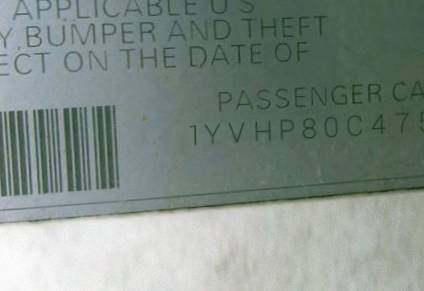 APPLICABLE U S
Y, BUMPER AND THEFT
ECT ON THE DATE OF
PASSENGER CA
1YVHP80C475